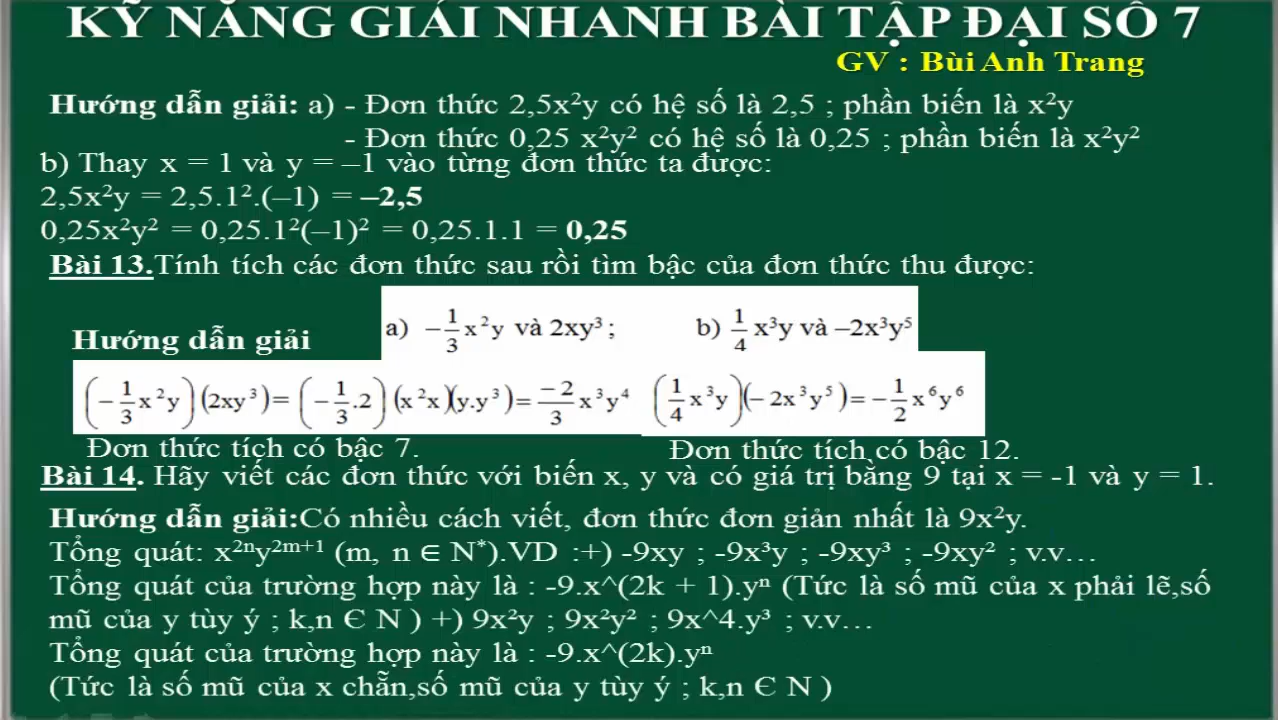 KỸ NĂNG GIẢI NHANH BÀI TẬP ĐẠI SỐ 7
GV : Bùi Anh Trang
Hướng dẫn giải: a) - Đơn thức 2,5x²y có hệ số là 2,5 ; phần biến là x²y
- Đơn thức 0,25 x²y² có hệ số là 0,25 ; phần biến là x²y²
b) Thay x = 1 và y = –1 vào từng đơn thức ta được:
2,5x²y = 2,5.1².(–1) = –2,5
0,25x²y² = 0,25.1²(–1)² = 0,25.1.1 = 0,25
Bài 13.Tính tích các đơn thức sau rồi tìm bậc của đơn thức thu được:
a) –1/3 x²y và 2xy³ ; b) 1/4 x³y và –2x³y⁵
Hướng dẫn giải
(–1/3 x²y)(2xy³)= (–1/3.2)(x²x)(y.y³)= –2/3 x³y⁴ (1/4 x³y)(–2x³y⁵)= –1/2 x⁶y⁶
Đơn thức tích có bậc 7. Đơn thức tích có bậc 12.
Bài 14. Hãy viết các đơn thức với biến x, y và có giá trị bằng 9 tại x = -1 và y = 1.
Hướng dẫn giải:Có nhiều cách viết, đơn thức đơn giản nhất là 9x²y.
Tổng quát: x²ⁿy²ᵐ⁺¹ (m, n ∈ N*).VD :+) -9xy ; -9x³y ; -9xy³ ; -9xy² ; v.v…
Tổng quát của trường hợp này là : -9.x^(2k + 1).yⁿ (Tức là số mũ của x phải lẽ,số
mũ của y tùy ý ; k,n Є N ) +) 9x²y ; 9x²y² ; 9x^4.y³ ; v.v…
Tổng quát của trường hợp này là : -9.x^(2k).yⁿ
(Tức là số mũ của x chẵn,số mũ của y tùy ý ; k,n Є N )